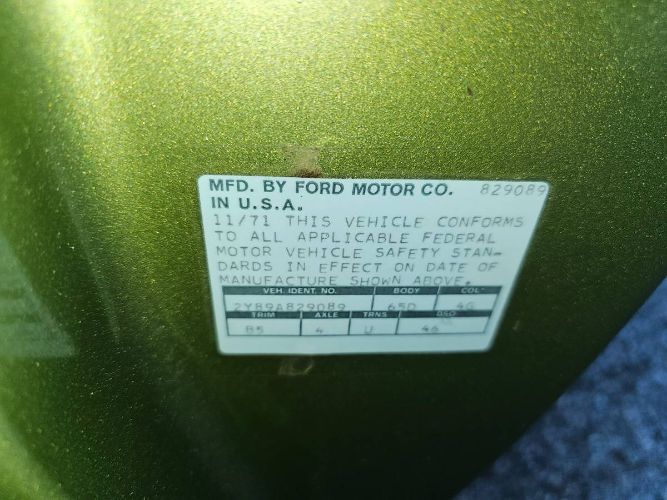 MFD. BY FORD MOTOR CO. 829089
IN U.S.A.
11/71 THIS VEHICLE CONFORMS
TO ALL APPLICABLE FEDERAL
MOTOR VEHICLE SAFETY STAN-
DARDS IN EFFECT ON DATE OF
MANUFACTURE SHOWN ABOVE.
VEH. IDENT. NO. BODY COL
2Y89A829089 65D 4G
TRIM AXLE TRNS DSO
B5 4 U 46